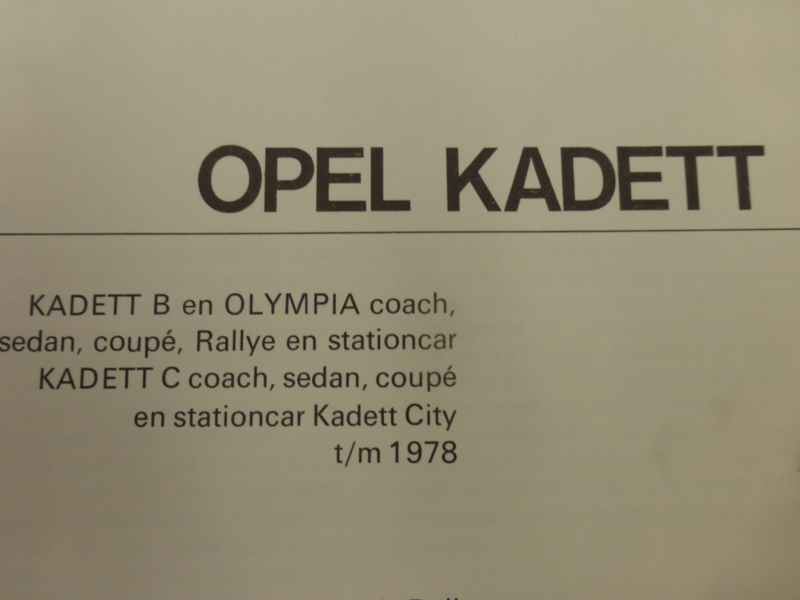 OPEL KADETT
KADETT B en OLYMPIA coach,
sedan, coupé, Rallye en stationcar
KADETT C coach, sedan, coupé
en stationcar Kadett City
t/m 1978